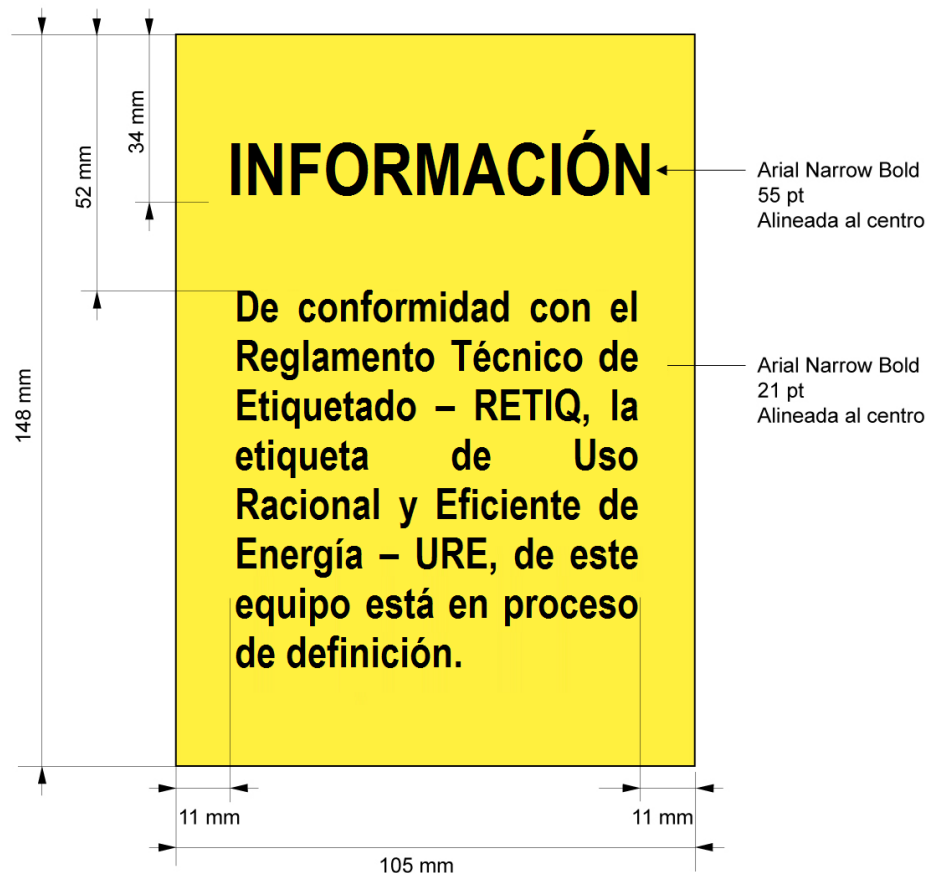 34 mm
52 mm
148 mm
INFORMACIÓN
Arial Narrow Bold
55 pt
Alineada al centro
De conformidad con el
Reglamento Técnico de
Etiquetado – RETIQ, la
etiqueta de Uso
Racional y Eficiente de
Energía – URE, de este
equipo está en proceso
de definición.
Arial Narrow Bold
21 pt
Alineada al centro
11 mm
11 mm
105 mm